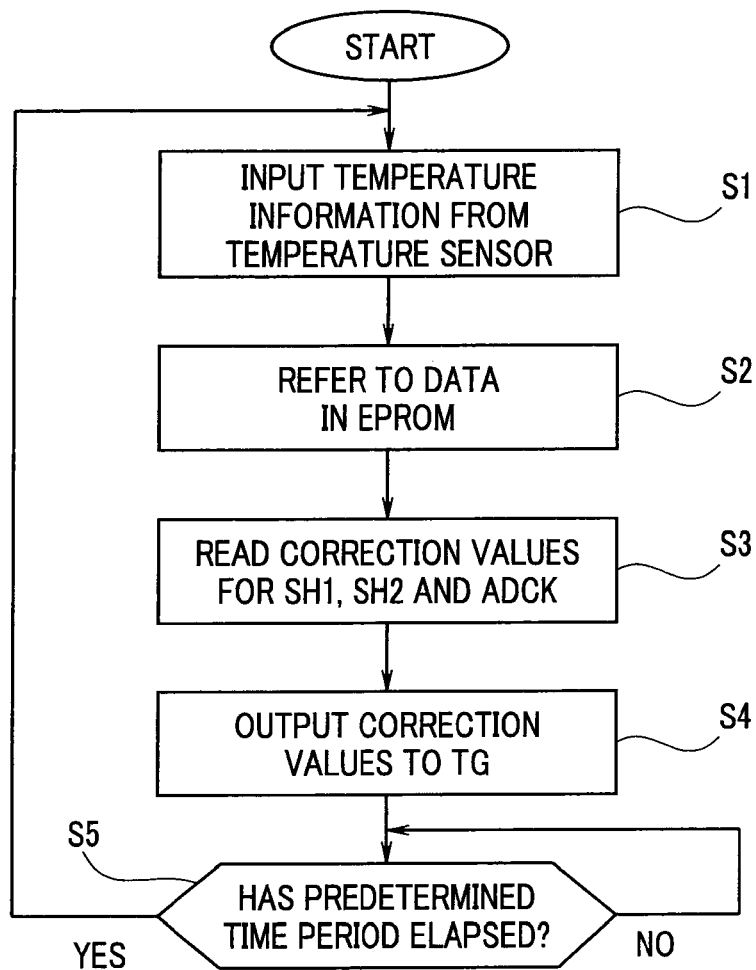 START
INPUT TEMPERATURE
INFORMATION FROM
TEMPERATURE SENSOR
S1
REFER TO DATA
IN EPROM
S2
READ CORRECTION VALUES
FOR SH1, SH2 AND ADCK
S3
OUTPUT CORRECTION
VALUES TO TG
S4
S5
HAS PREDETERMINED
TIME PERIOD ELAPSED?
YES
NO